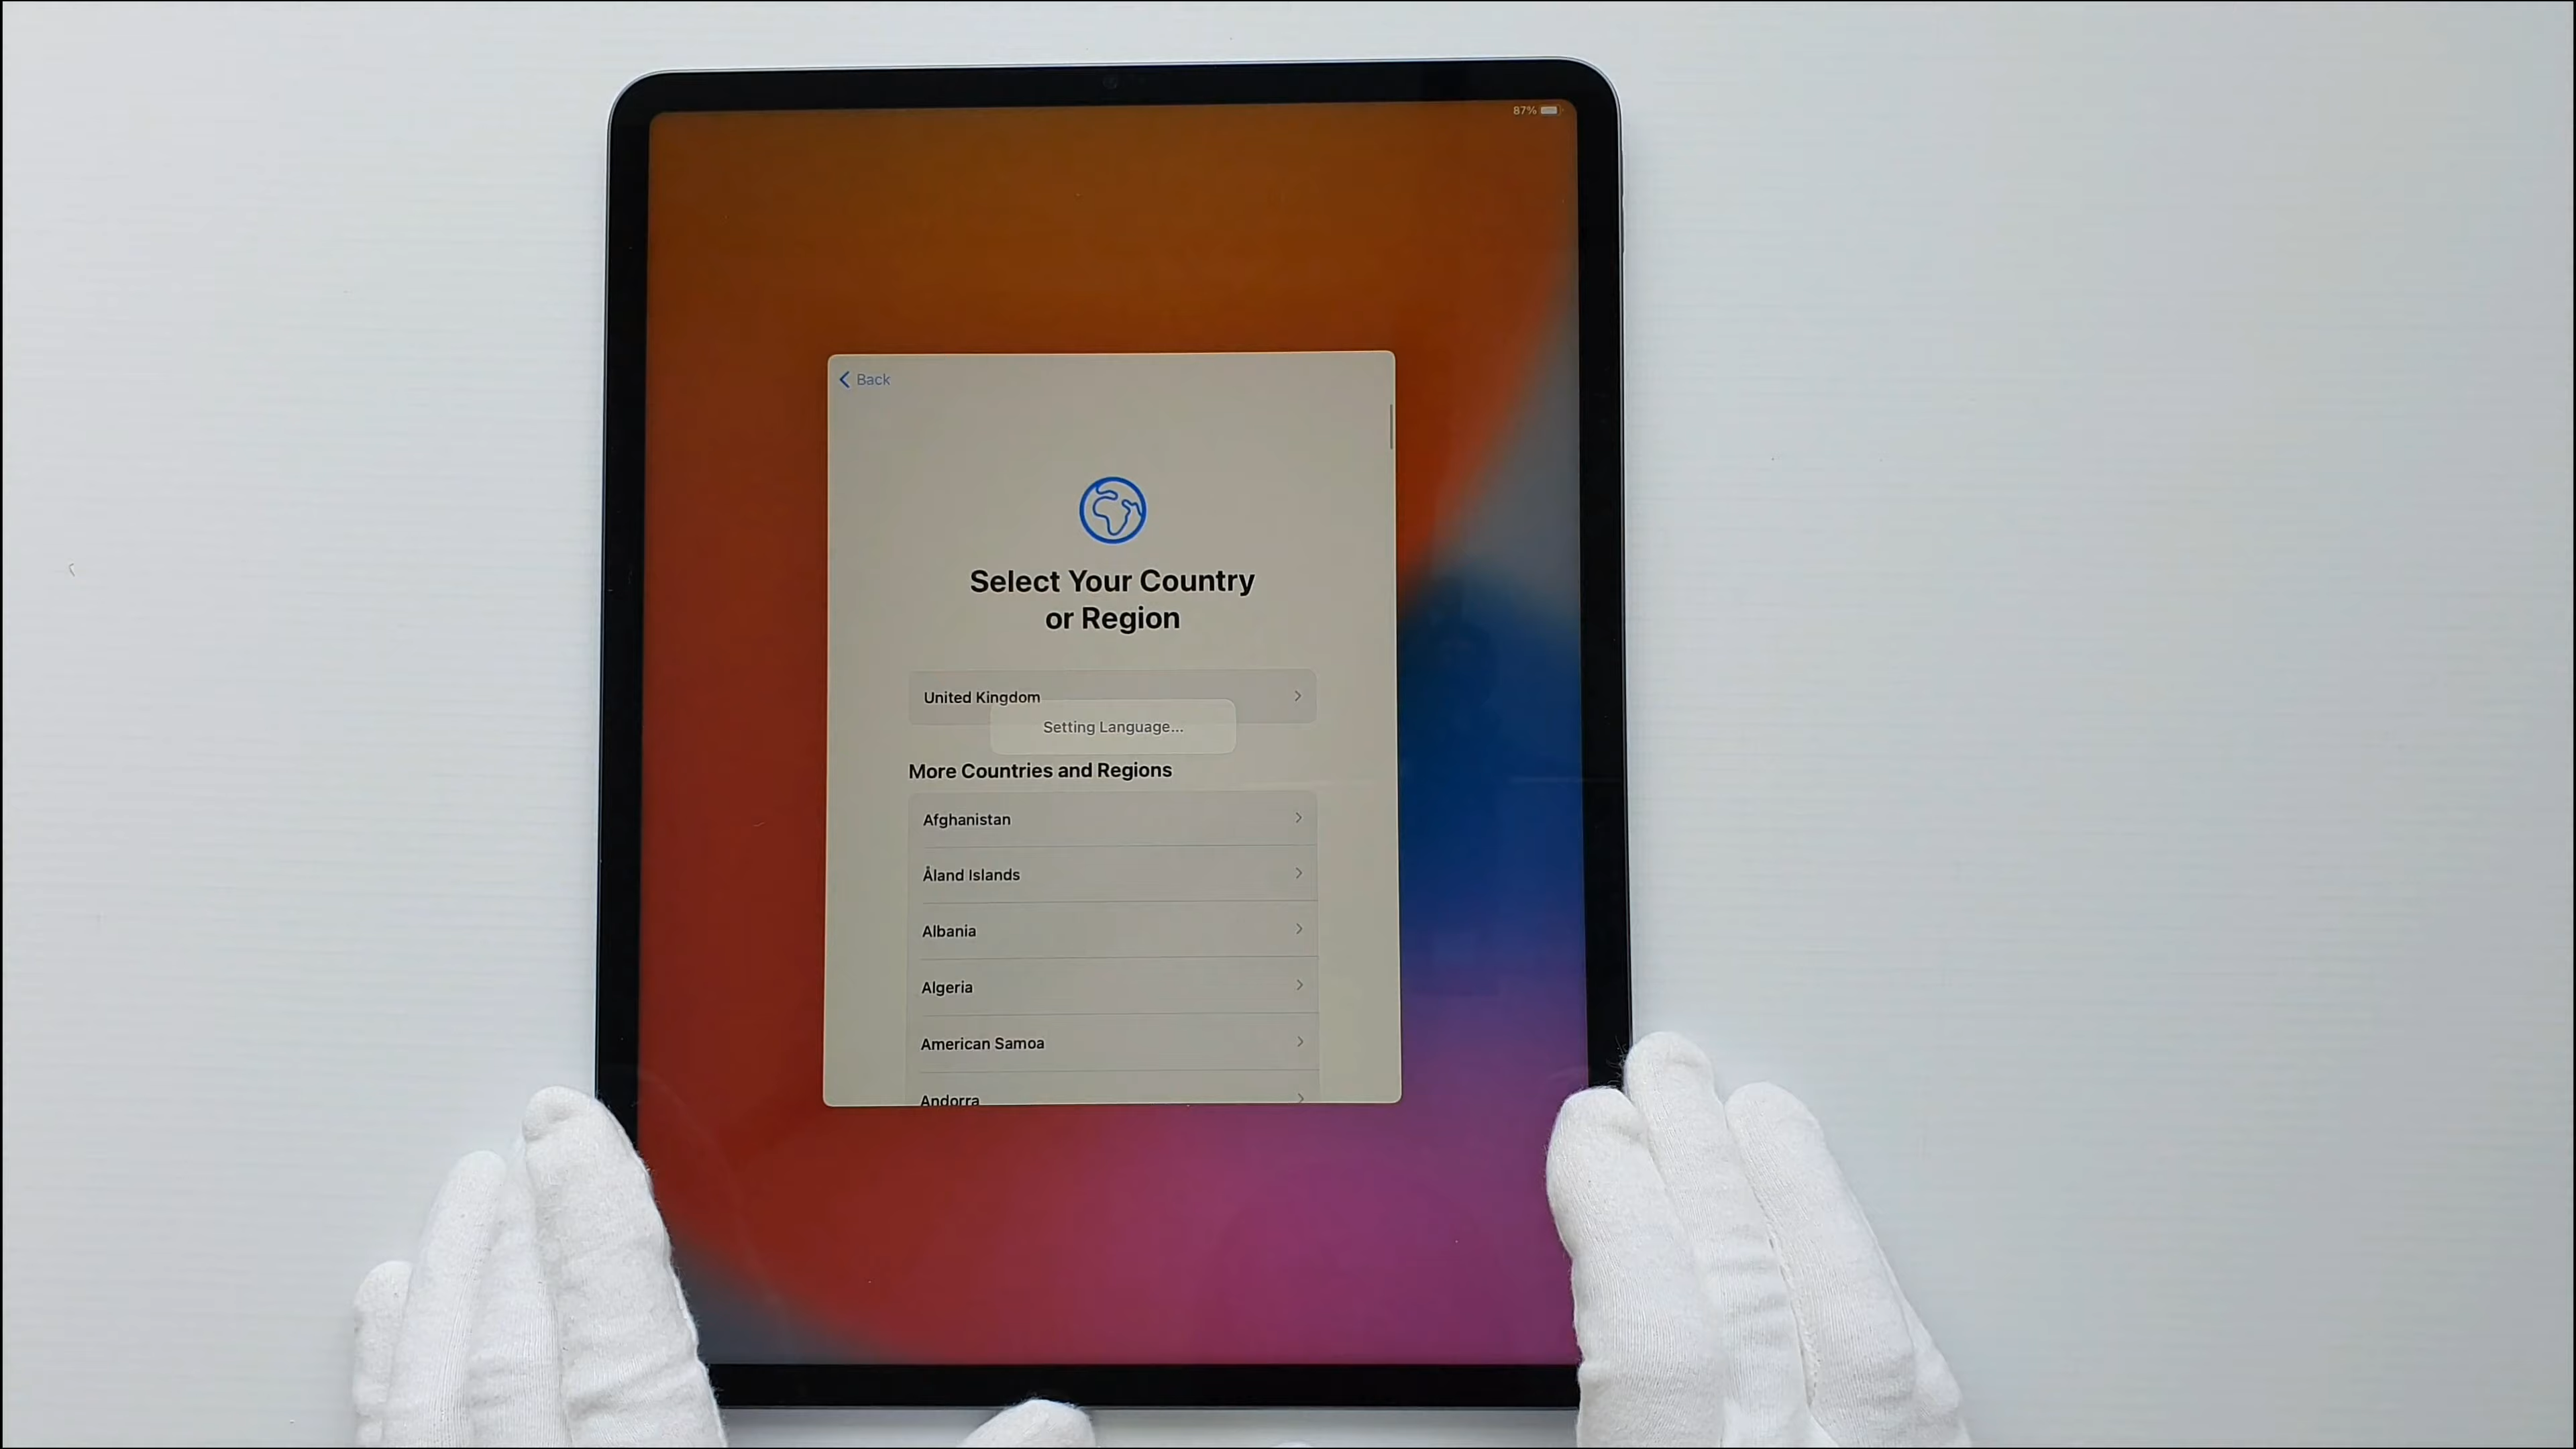 87%
Back
Select Your Country
or Region
United Kingdom
Setting Language...
More Countries and Regions
Afghanistan
Åland Islands
Albania
Algeria
American Samoa
Andorra